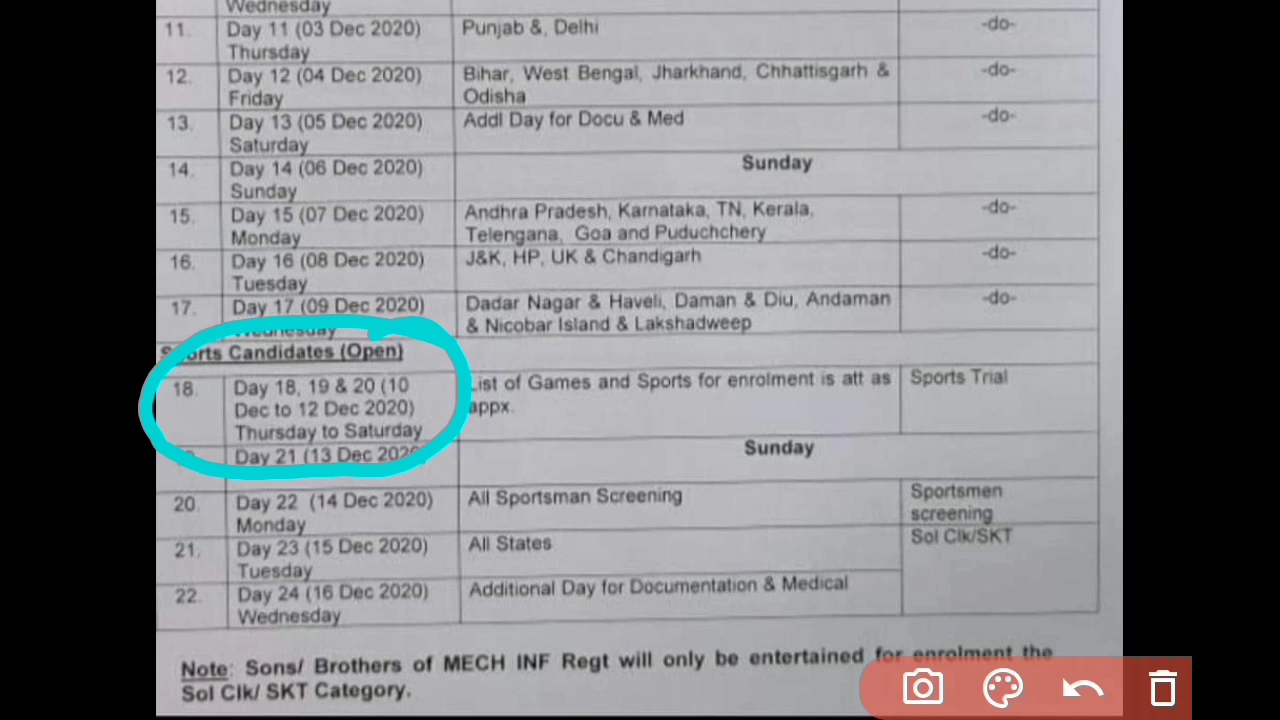 Wednesday
11. Day 11 (03 Dec 2020) Punjab &, Delhi -do-
Thursday
12. Day 12 (04 Dec 2020) Bihar, West Bengal, Jharkhand, Chhattisgarh & -do-
Friday Odisha
13. Day 13 (05 Dec 2020) Addl Day for Docu & Med -do-
Saturday
14. Day 14 (06 Dec 2020) Sunday
Sunday
15. Day 15 (07 Dec 2020) Andhra Pradesh, Karnataka, TN, Kerala, -do-
Monday Telengana, Goa and Puduchchery
16. Day 16 (08 Dec 2020) J&K, HP, UK & Chandigarh -do-
Tuesday
17. Day 17 (09 Dec 2020) Dadar Nagar & Haveli, Daman & Diu, Andaman -do-
Wednesday & Nicobar Island & Lakshadweep
Sports Candidates (Open)
18. Day 18, 19 & 20 (10 List of Games and Sports for enrolment is att as Sports Trial
Dec to 12 Dec 2020) appx.
Thursday to Saturday
Day 21 (13 Dec 2020) Sunday
20. Day 22 (14 Dec 2020) All Sportsman Screening Sportsmen
Monday screening
21. Day 23 (15 Dec 2020) All States Sol Clk/SKT
Tuesday
22. Day 24 (16 Dec 2020) Additional Day for Documentation & Medical
Wednesday
Note: Sons/ Brothers of MECH INF Regt will only be entertained for enrolment the
Sol Clk/ SKT Category.